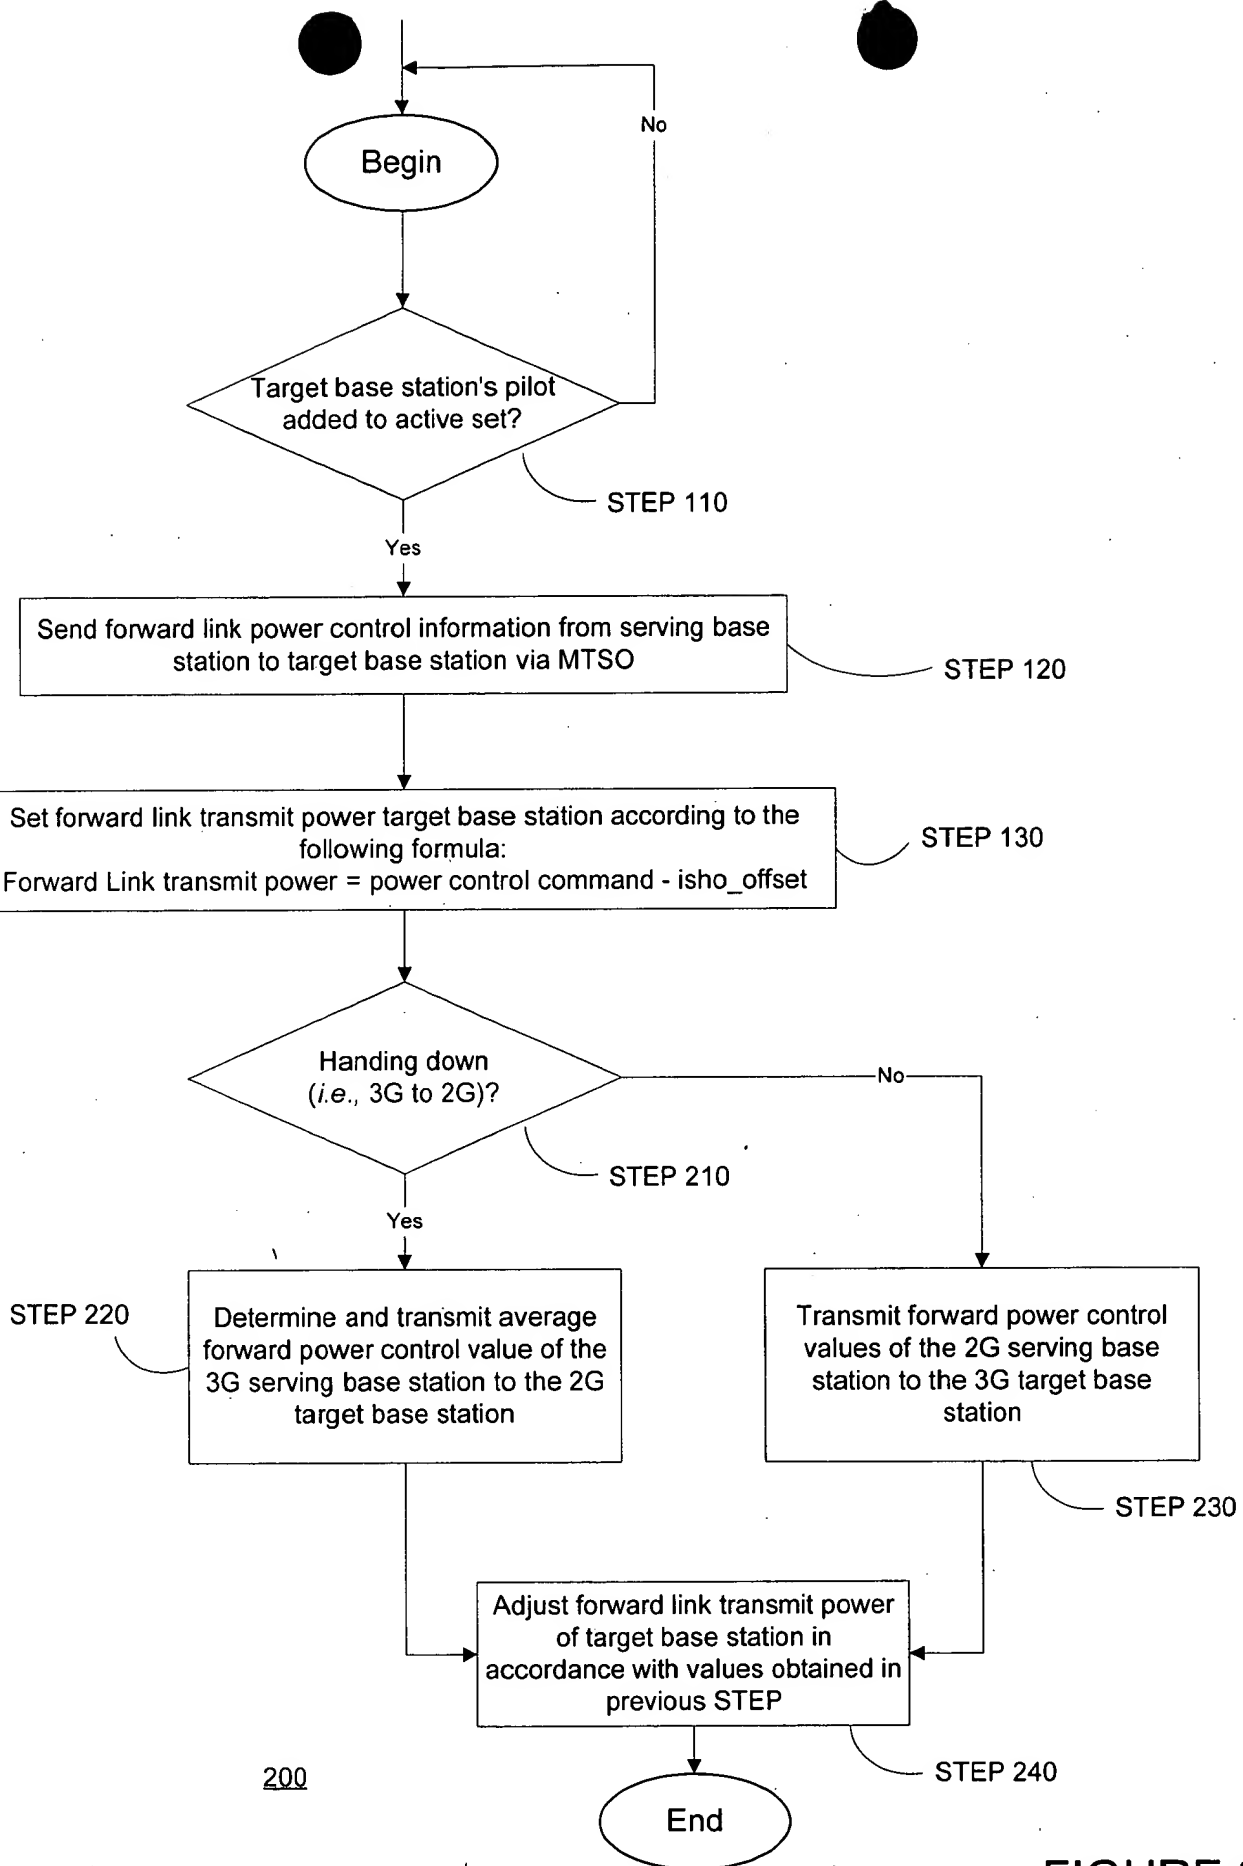 No
Begin
Target base station's pilot
added to active set?
STEP 110
Yes
Send forward link power control information from serving base
station to target base station via MTSO
STEP 120
Set forward link transmit power target base station according to the
following formula:
Forward Link transmit power = power control command - isho_offset
STEP 130
Handing down
(i.e., 3G to 2G)?
No
STEP 210
Yes
STEP 220
Determine and transmit average
forward power control value of the
3G serving base station to the 2G
target base station
Transmit forward power control
values of the 2G serving base
station to the 3G target base
station
STEP 230
Adjust forward link transmit power
of target base station in
accordance with values obtained in
previous STEP
STEP 240
200
End
FIGURE